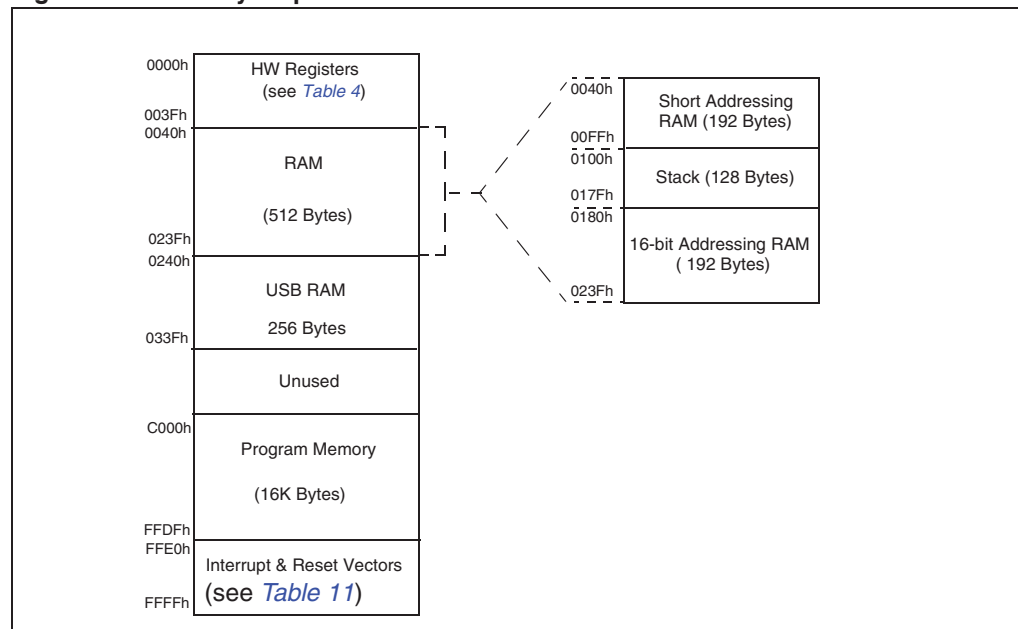 0000h
HW Registers
(see Table 4)
003Fh
0040h
RAM
(512 Bytes)
023Fh
0240h
USB RAM
256 Bytes
033Fh
Unused
C000h
Program Memory
(16K Bytes)
FFDFh
FFE0h
Interrupt & Reset Vectors
(see Table 11)
FFFFh
0040h
Short Addressing
RAM (192 Bytes)
00FFh
0100h
Stack (128 Bytes)
017Fh
0180h
16-bit Addressing RAM
( 192 Bytes)
023Fh